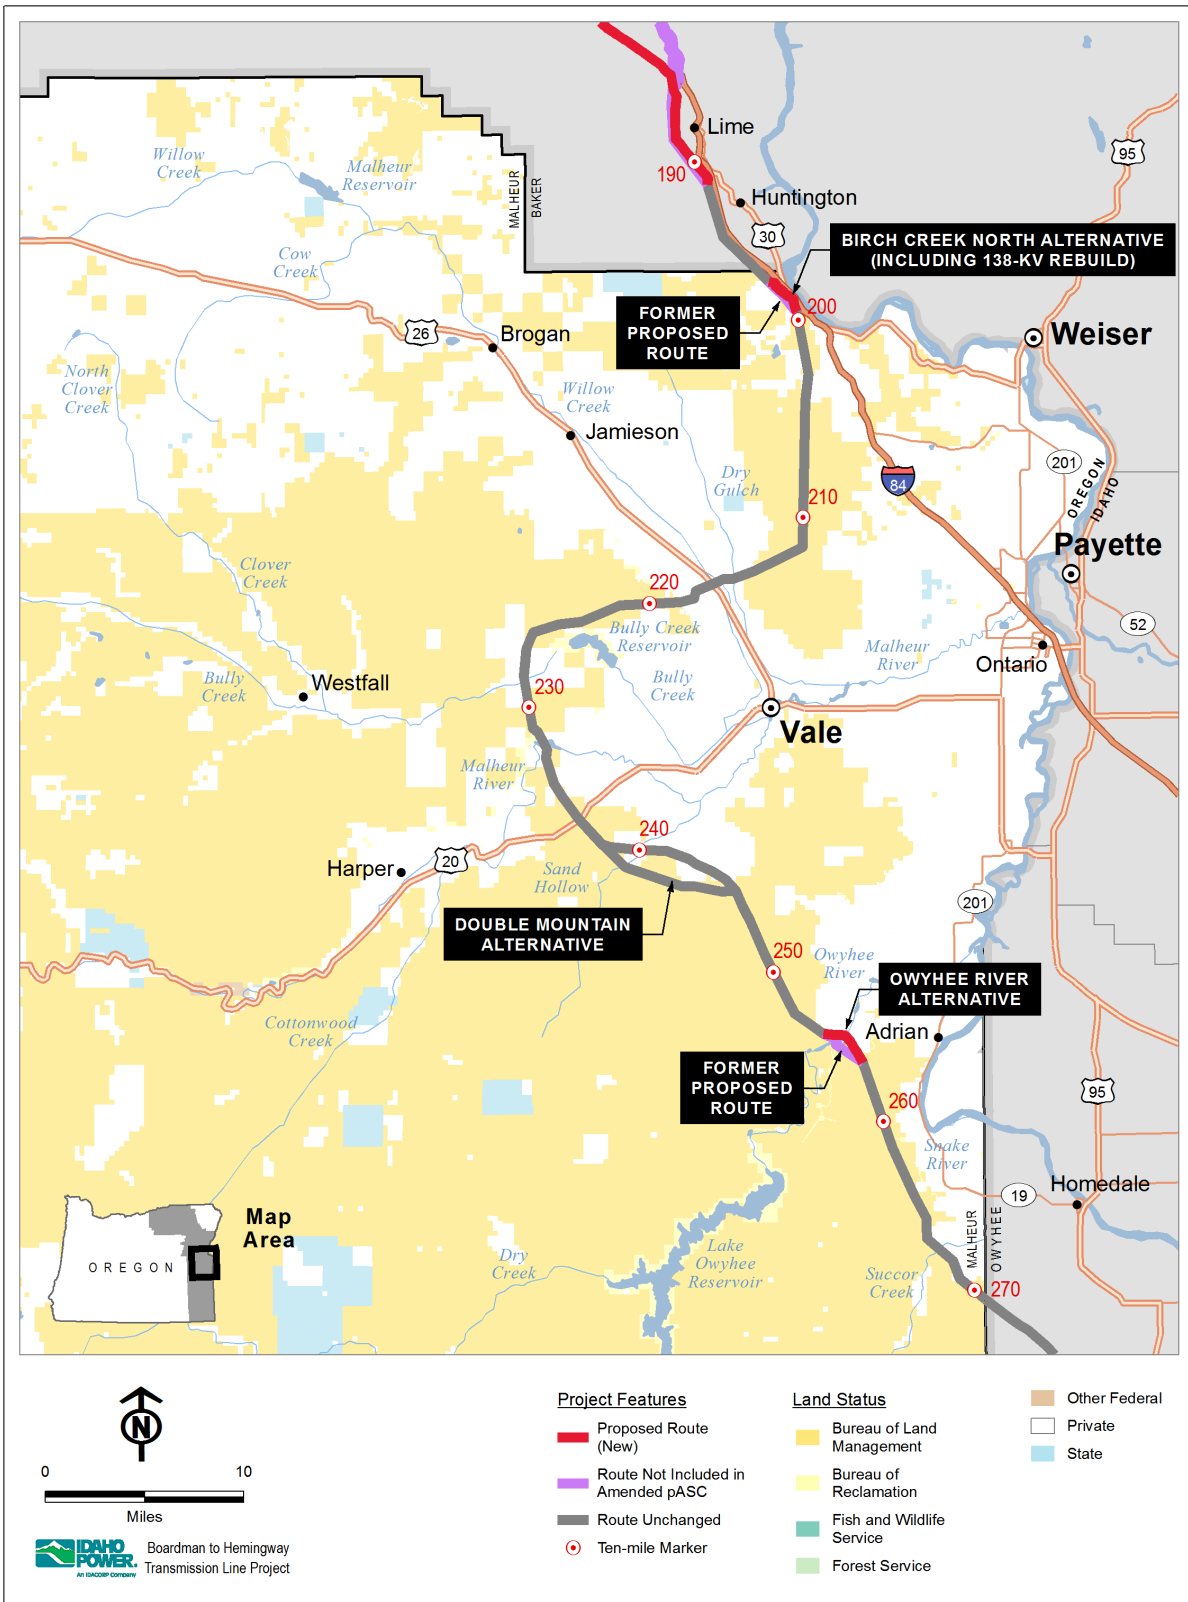 Lime
190
Willow
Creek
Malheur
Reservoir
95
MALHEUR
BAKER
Huntington
30
BIRCH CREEK NORTH ALTERNATIVE
(INCLUDING 138-KV REBUILD)
Cow
Creek
FORMER
PROPOSED
ROUTE
200
26
Brogan
Weiser
North
Clover
Creek
Willow
Creek
Jamieson
201
OREGON
IDAHO
84
Dry
Gulch
210
Payette
Clover
Creek
220
52
Bully Creek
Reservoir
Malheur
River
Ontario
Bully
Creek
Westfall
230
Bully
Creek
Vale
Malheur
River
240
Harper
20
Sand
Hollow
201
DOUBLE MOUNTAIN
ALTERNATIVE
250
Owyhee
River
OWYHEE RIVER
ALTERNATIVE
Cottonwood
Creek
Adrian
FORMER
PROPOSED
ROUTE
260
95
Snake
River
Homedale
19
Map
Area
OREGON
MALHEUR
OWYHEE
Dry
Creek
Lake
Owyhee
Reservoir
Succor
Creek
270
N
0 10
Miles
IDAHO
POWER.
An IDACORP Company
Boardman to Hemingway
Transmission Line Project
Project Features
Proposed Route
(New)
Route Not Included in
Amended pASC
Route Unchanged
Ten-mile Marker
Land Status
Bureau of Land
Management
Bureau of
Reclamation
Fish and Wildlife
Service
Forest Service
Other Federal
Private
State